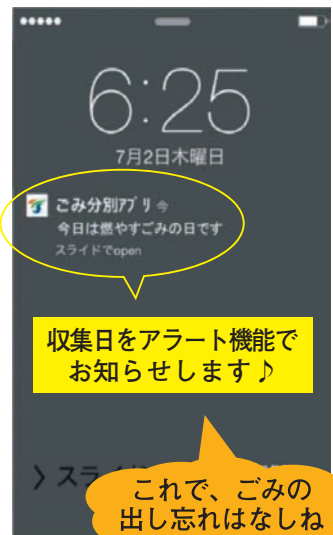 6:25
7月2日木曜日
ごみ分別アプリ 今
今日は燃やすごみの日です
スライドでopen
収集日をアラート機能で
お知らせします♪
> スラ
これで、ごみの
出し忘れはなしね